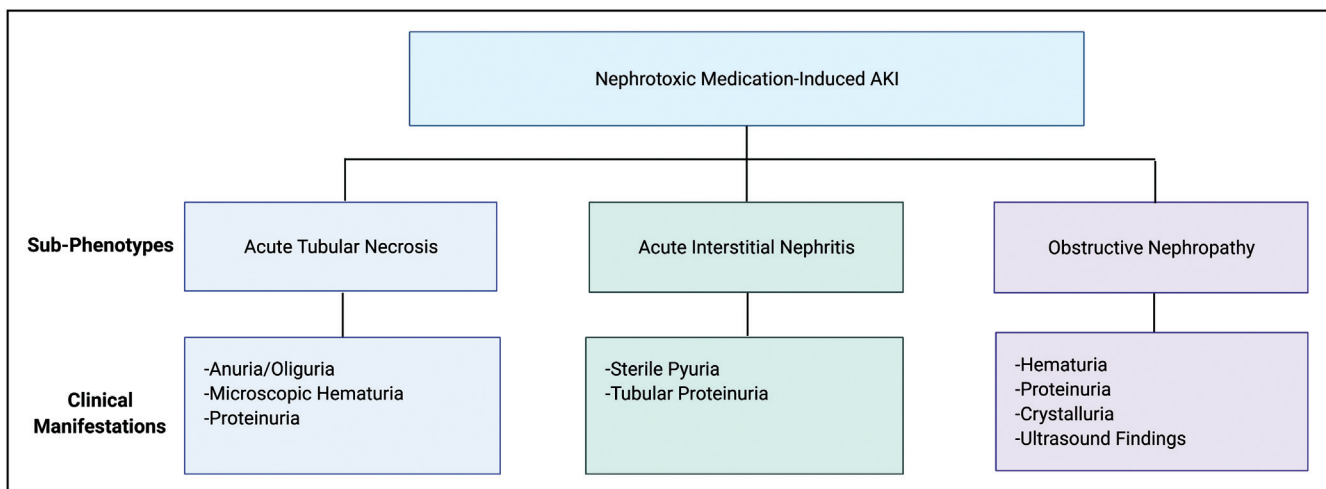 Nephrotoxic Medication-Induced AKI
Sub-Phenotypes
Acute Tubular Necrosis
Acute Interstitial Nephritis
Obstructive Nephropathy
Clinical
Manifestations
-Anuria/Oliguria
-Microscopic Hematuria
-Proteinuria
-Sterile Pyuria
-Tubular Proteinuria
-Hematuria
-Proteinuria
-Crystalluria
-Ultrasound Findings